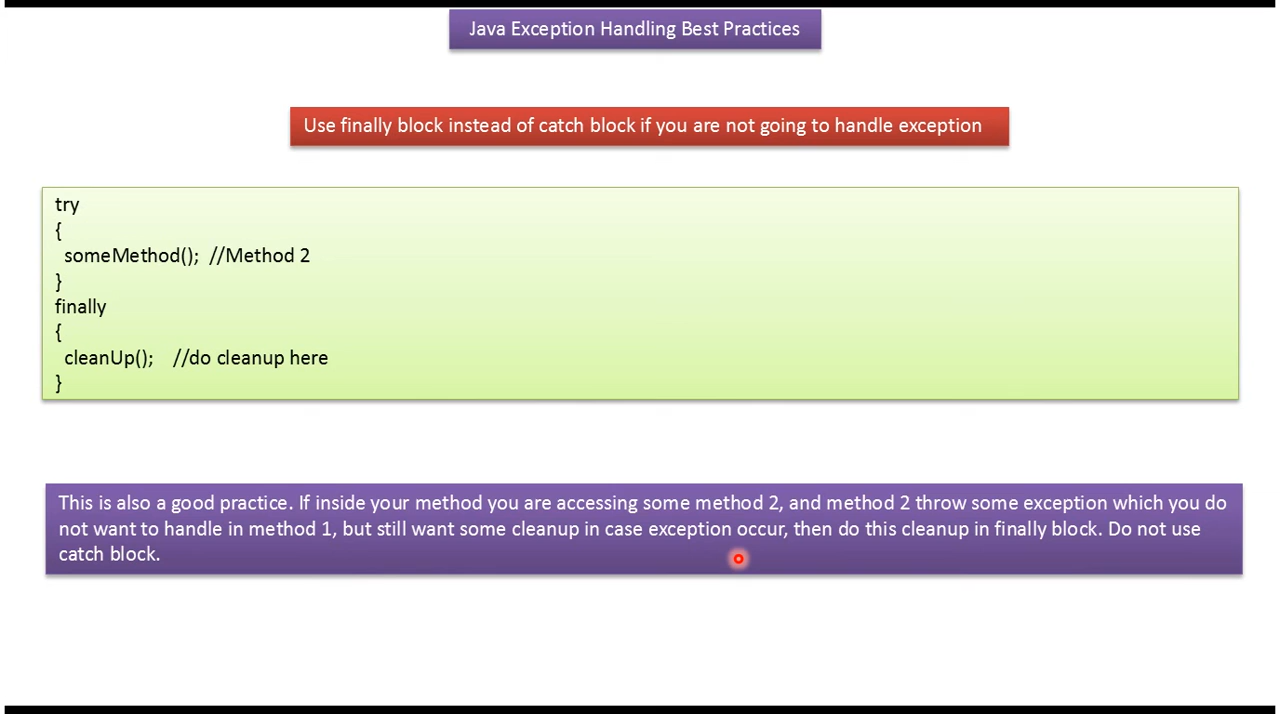 Java Exception Handling Best Practices
Use finally block instead of catch block if you are not going to handle exception
try
{
someMethod(); //Method 2
}
finally
{
cleanUp(); //do cleanup here
}
This is also a good practice. If inside your method you are accessing some method 2, and method 2 throw some exception which you do
not want to handle in method 1, but still want some cleanup in case exception occur, then do this cleanup in finally block. Do not use
catch block.